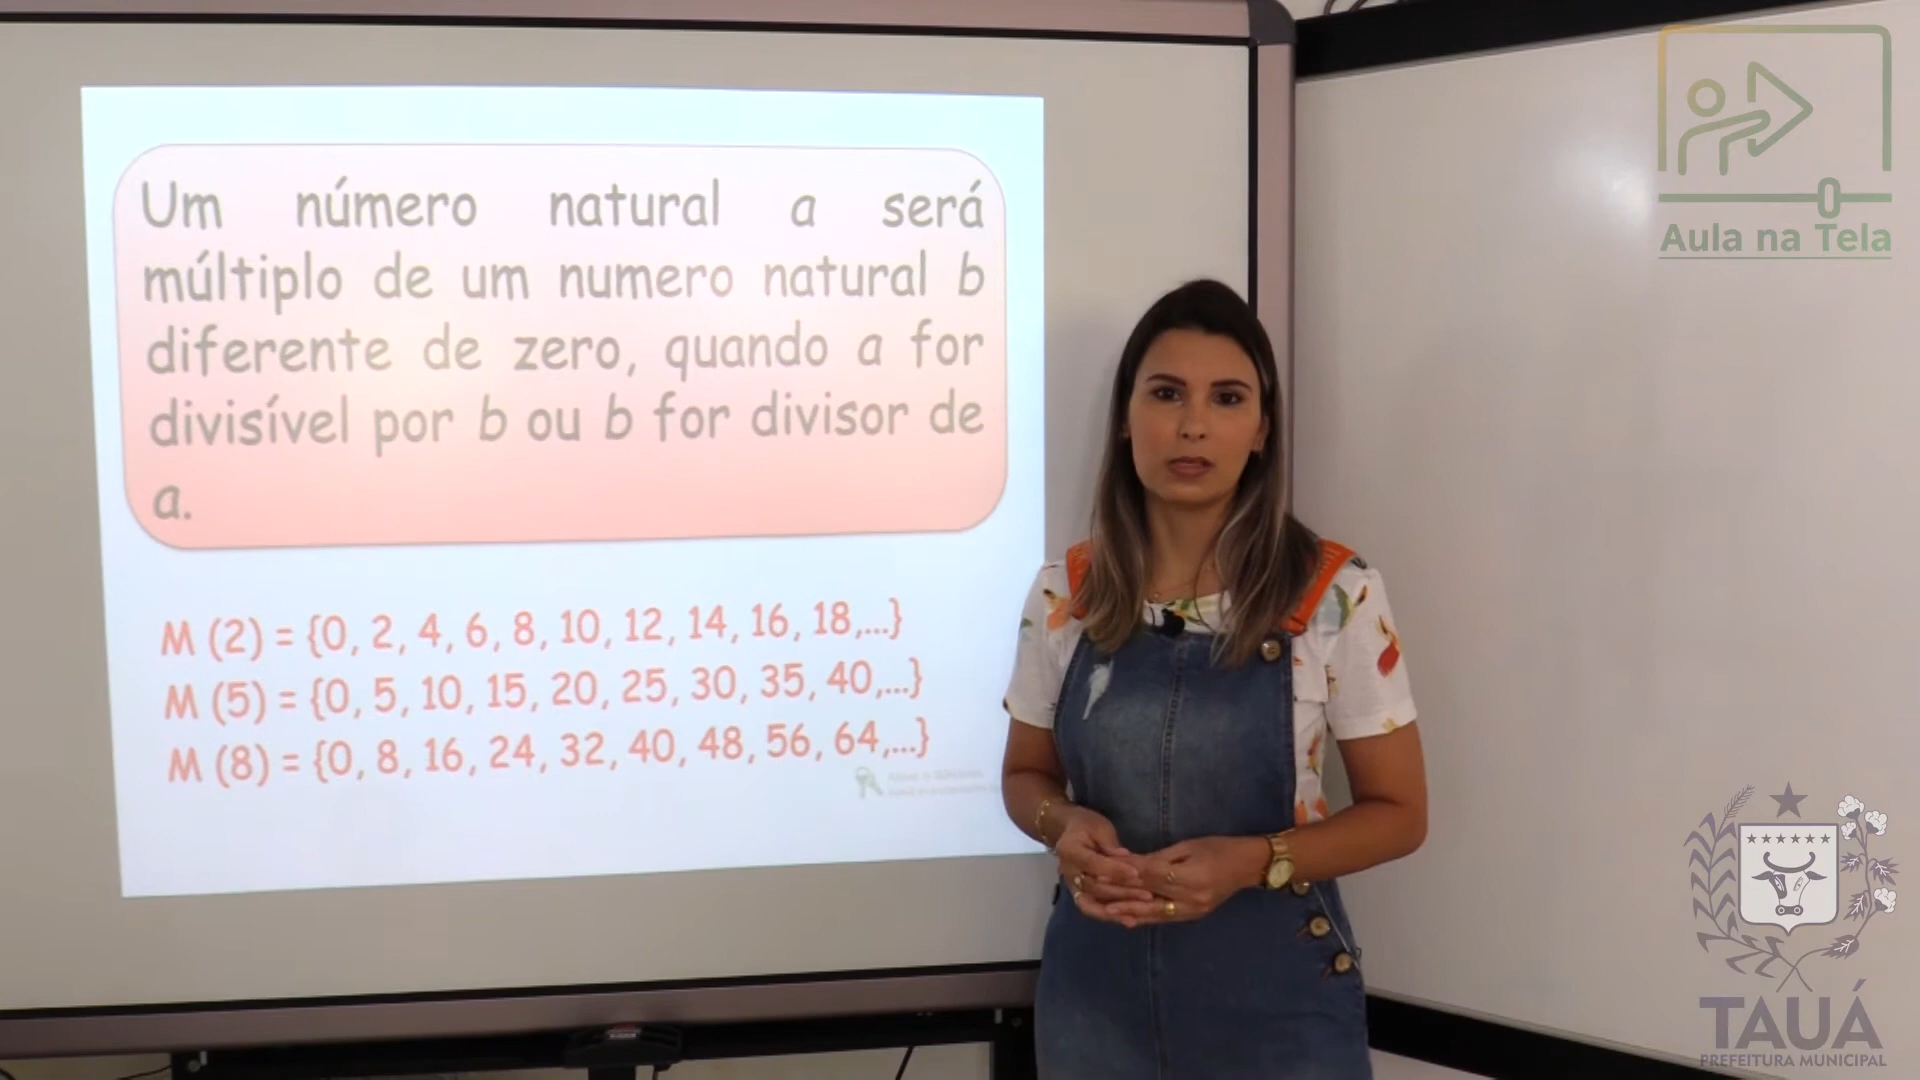 Um número natural a será
múltiplo de um numero natural b
diferente de zero, quando a for
divisível por b ou b for divisor de
a.
M (2) = {0, 2, 4, 6, 8, 10, 12, 14, 16, 18,...}
M (5) = {0, 5, 10, 15, 20, 25, 30, 35, 40,...}
M (8) = {0, 8, 16, 24, 32, 40, 48, 56, 64,...}
Aula na Tela
TAUÁ
PREFEITURA MUNICIPAL